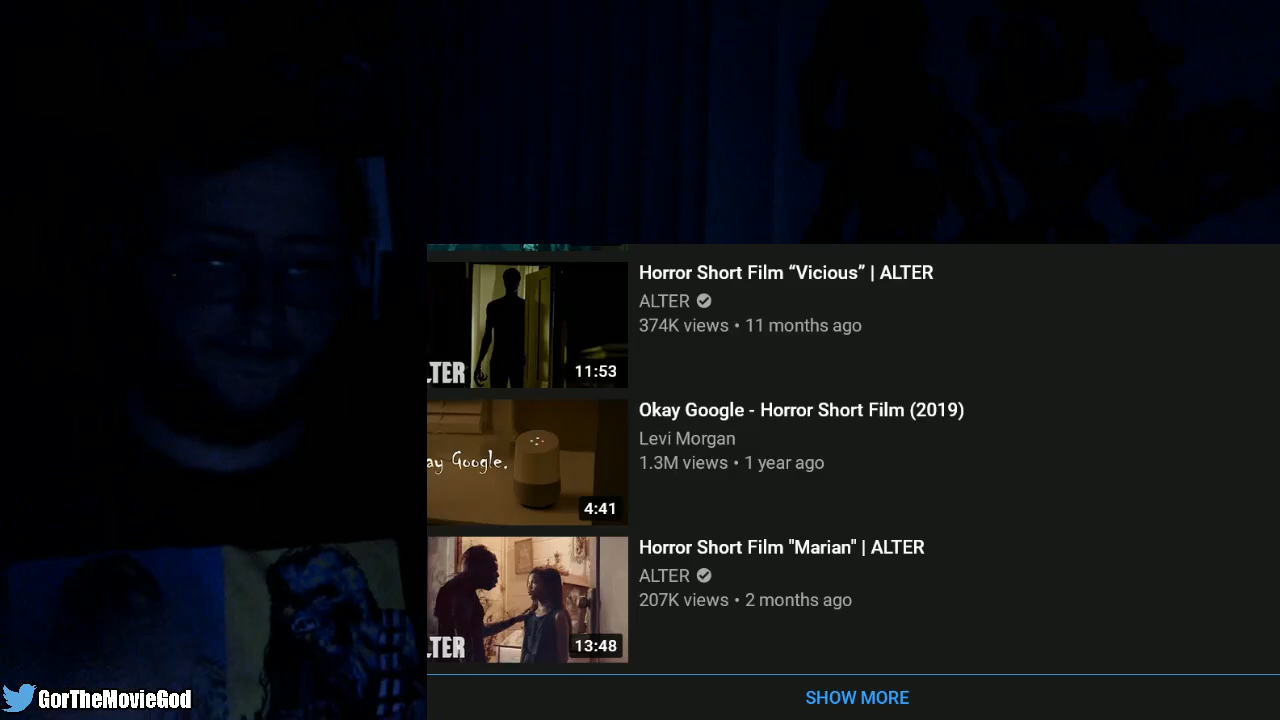 Horror Short Film “Vicious” | ALTER
ALTER
374K views • 11 months ago
LTER
11:53
Okay Google - Horror Short Film (2019)
Levi Morgan
1.3M views • 1 year ago
ay Google.
4:41
Horror Short Film "Marian" | ALTER
ALTER
207K views • 2 months ago
LTER
13:48
SHOW MORE
GorTheMovieGod